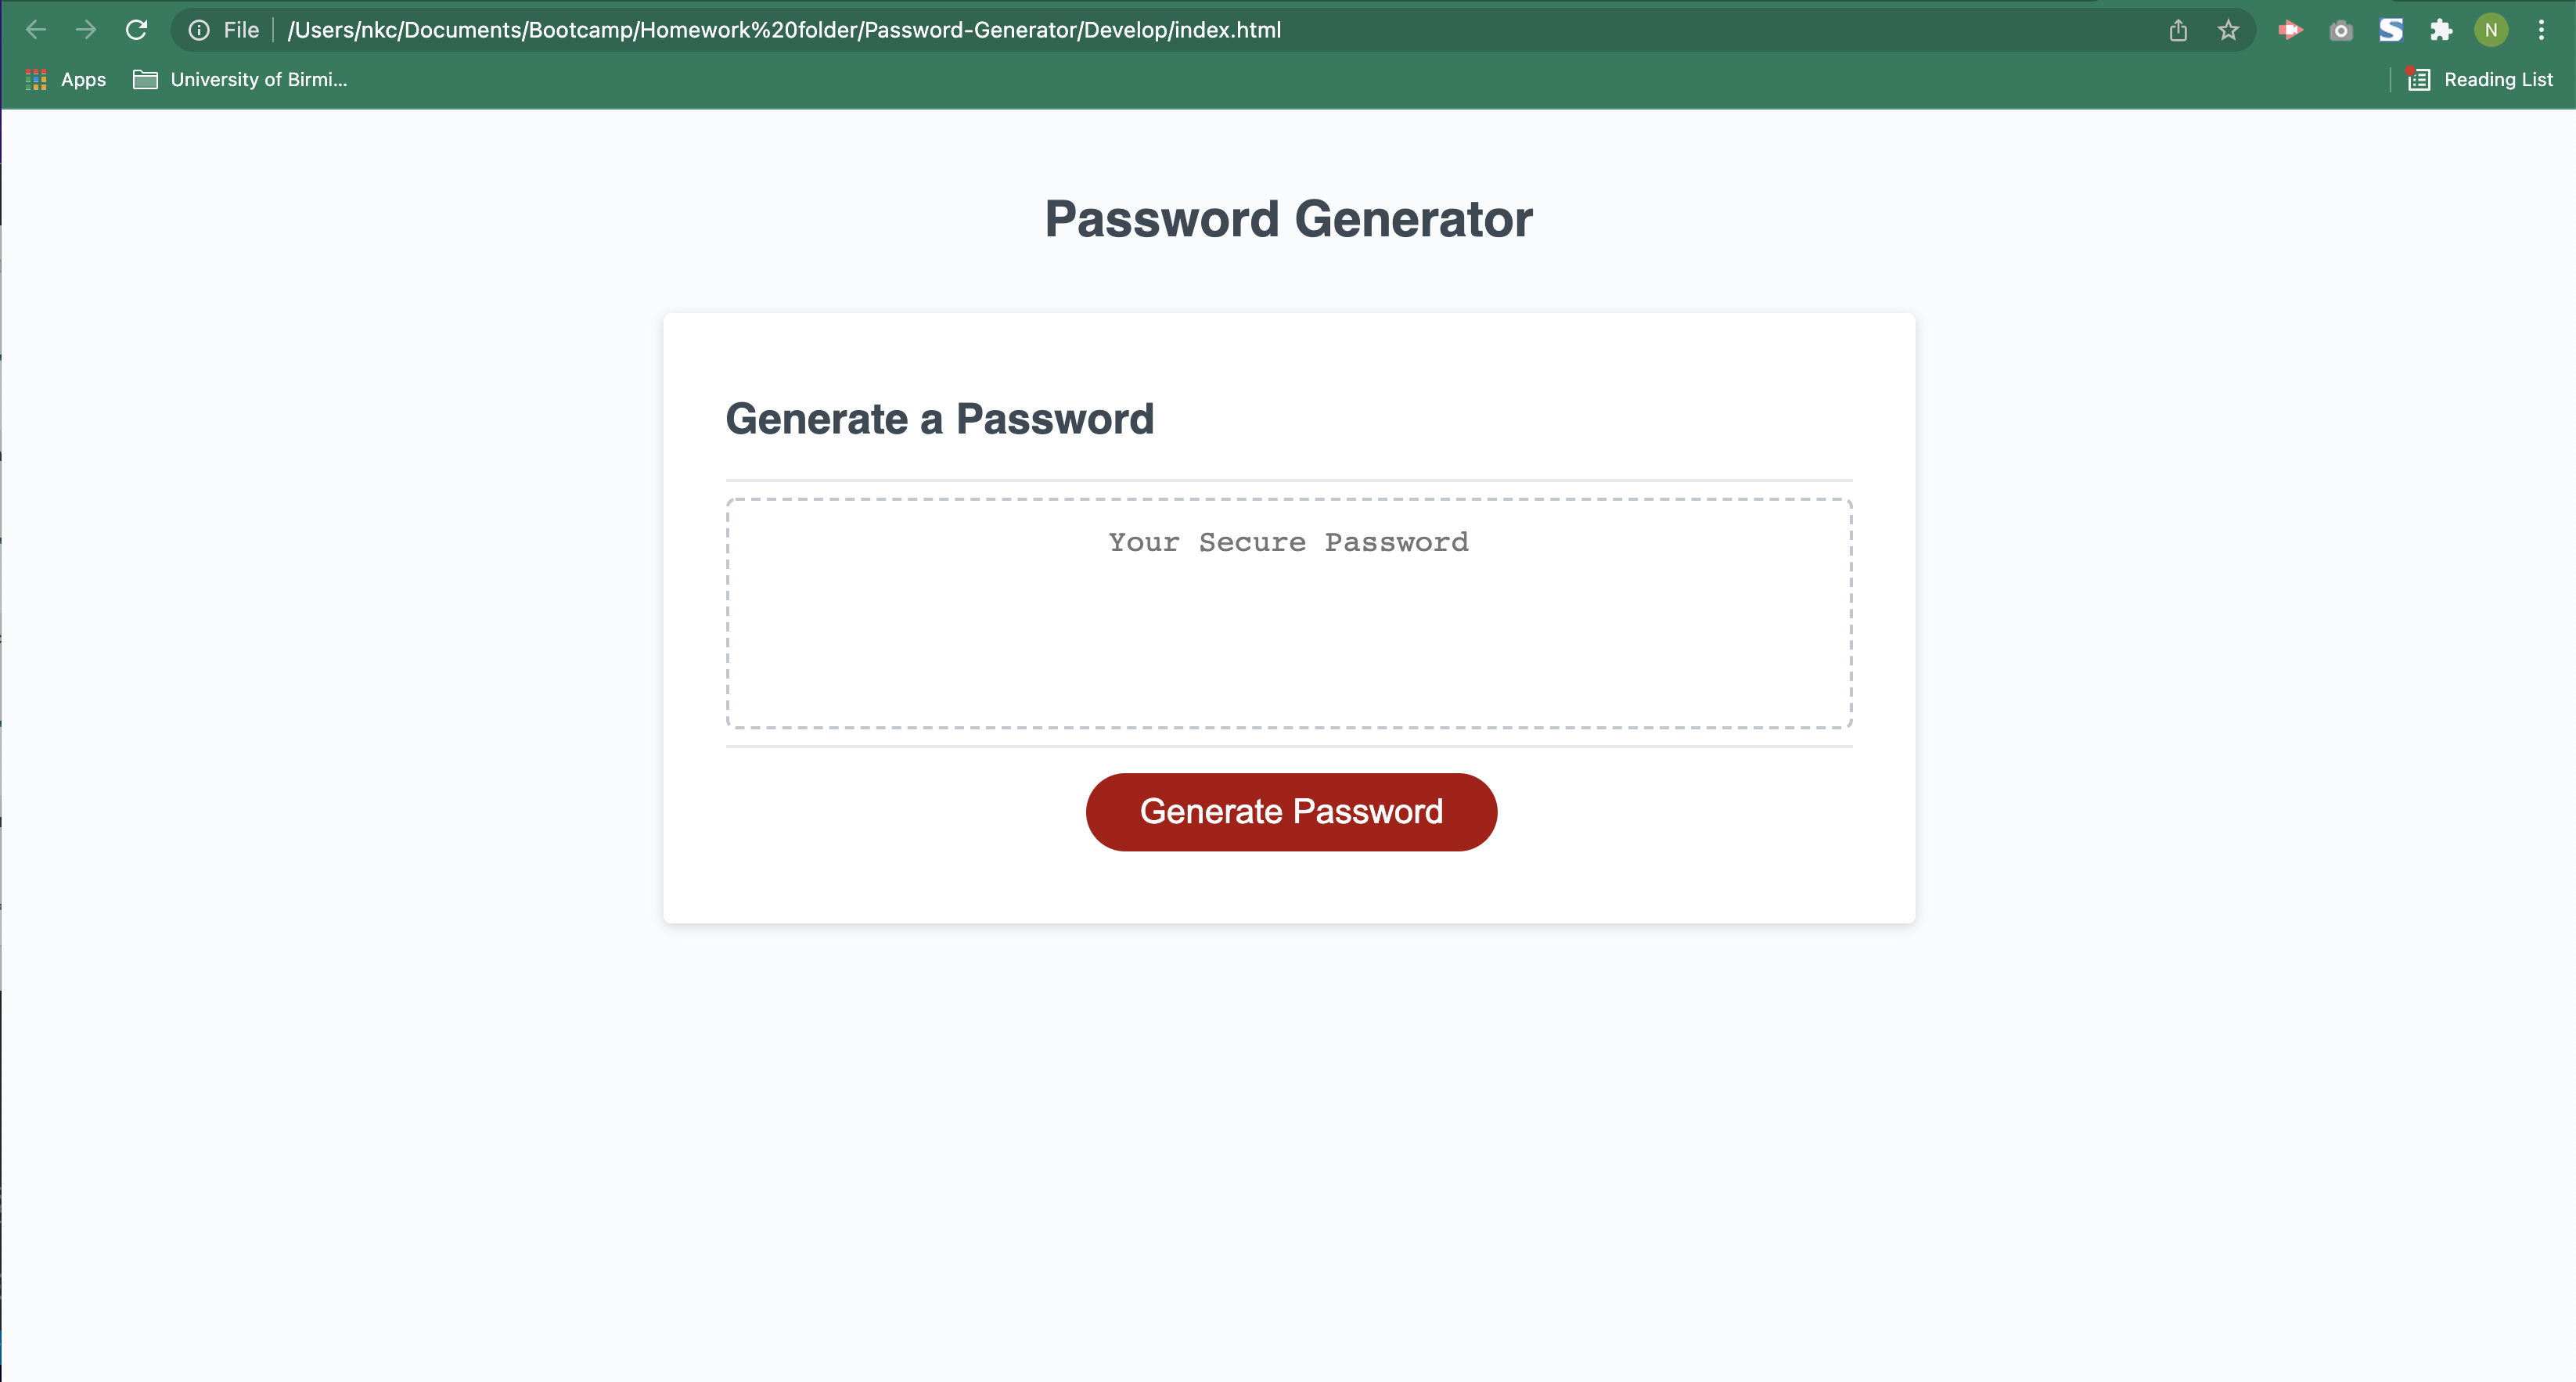 File /Users/nkc/Documents/Bootcamp/Homework%20folder/Password-Generator/Develop/index.html N
Apps University of Birmi... Reading List
Password Generator
Generate a Password
Your Secure Password
Generate Password